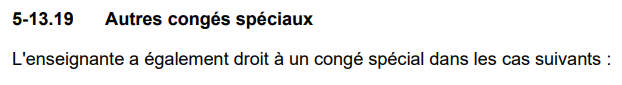 5-13.19 Autres congés spéciaux
L'enseignante a également droit à un congé spécial dans les cas suivants :